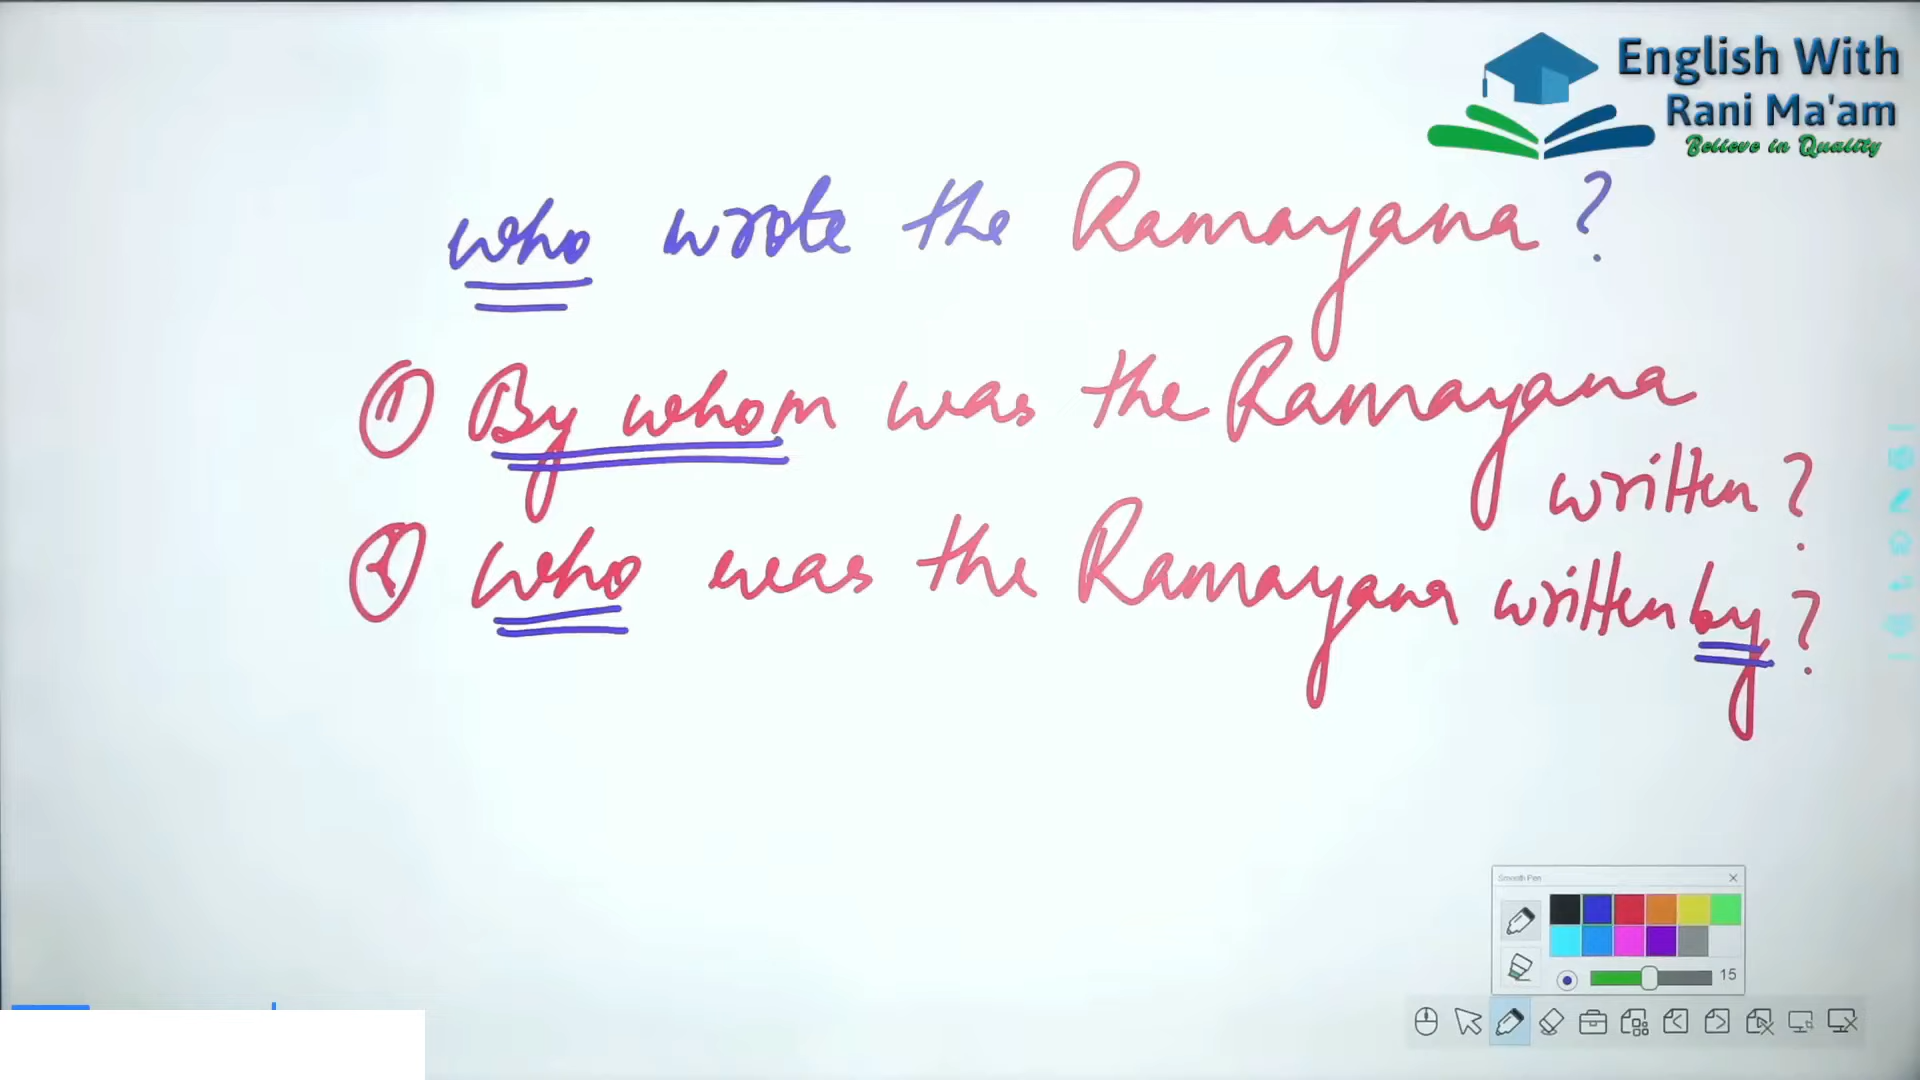 English With
Rani Ma'am
Believe in Quality
who wrote the Ramayana?
① By whom was the Ramayana
written?
② who was the Ramayana written by?
Smooth Pen
15